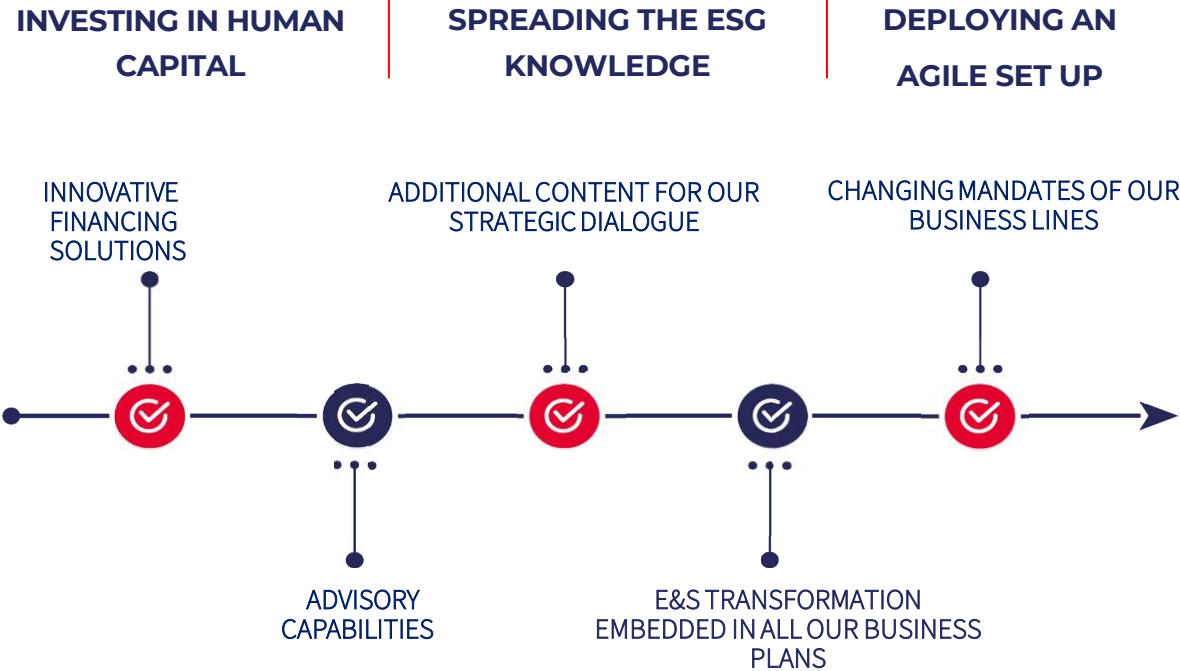 INVESTING IN HUMAN
CAPITAL
SPREADING THE ESG
KNOWLEDGE
DEPLOYING AN
AGILE SET UP
INNOVATIVE
FINANCING
SOLUTIONS
ADDITIONAL CONTENT FOR OUR
STRATEGIC DIALOGUE
CHANGING MANDATES OF OUR
BUSINESS LINES
ADVISORY
CAPABILITIES
E&S TRANSFORMATION
EMBEDDED IN ALL OUR BUSINESS
PLANS